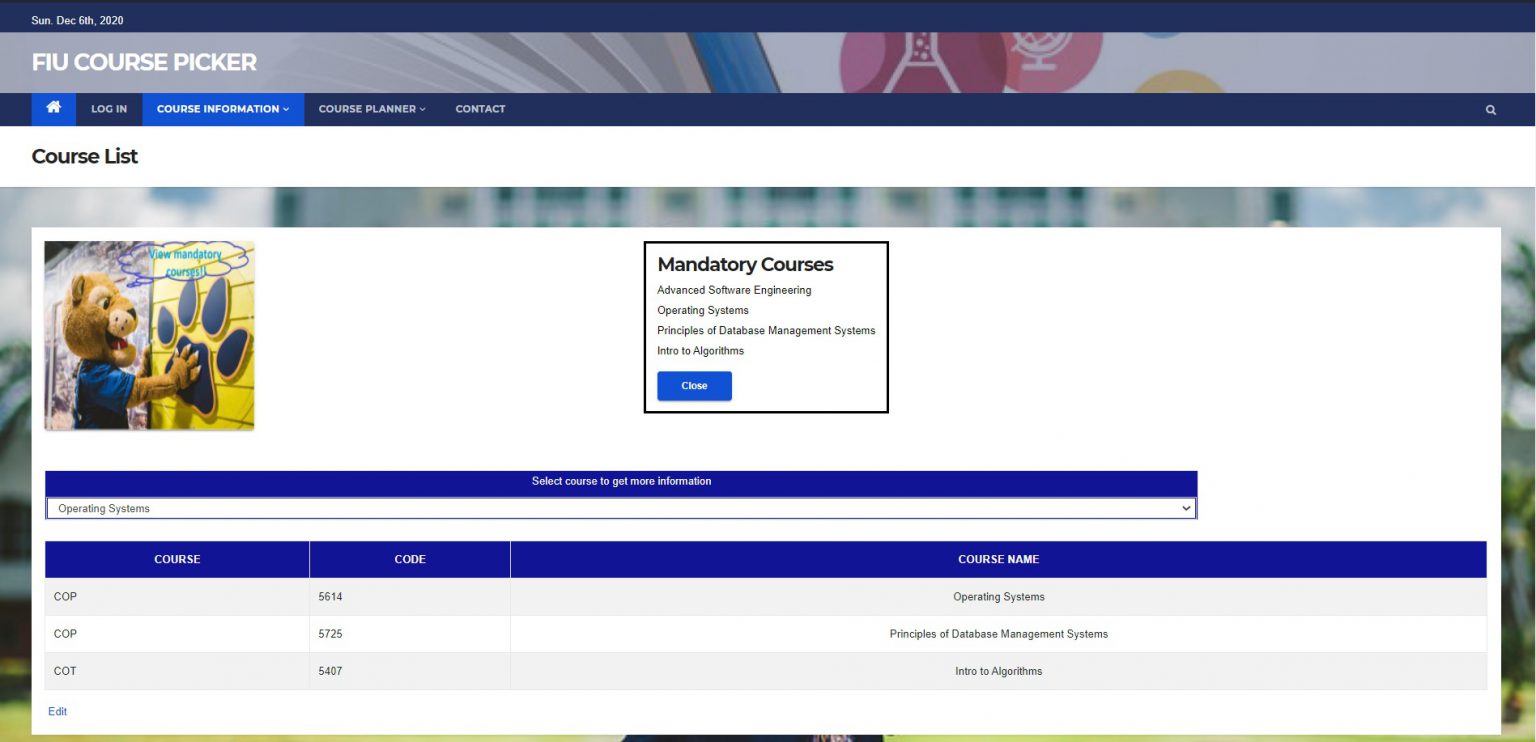 Sun. Dec 6th, 2020
FIU COURSE PICKER
LOG IN COURSE INFORMATION COURSE PLANNER CONTACT
Course List
View mandatory
courses!!
Mandatory Courses
Advanced Software Engineering
Operating Systems
Principles of Database Management Systems
Intro to Algorithms
Close
Select course to get more information
Operating Systems
COURSE CODE COURSE NAME
COP 5614 Operating Systems
COP 5725 Principles of Database Management Systems
COT 5407 Intro to Algorithms
Edit